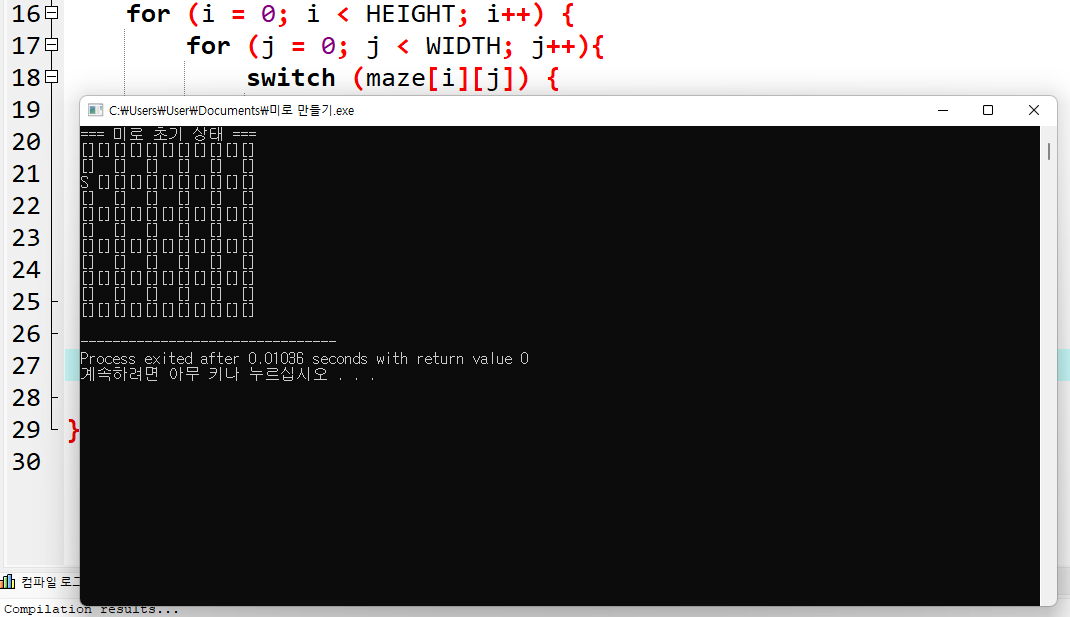 16 for (i = 0; i < HEIGHT; i++) {
17 for (j = 0; j < WIDTH; j++){
18 switch (maze[i][j]) {
19
20
21
22
23
24
25
26
27
28
29 }
30
C:₩Users₩User₩Documents₩미로 만들기.exe
=== 미로 초기 상태 ===
[][][][][][][][][][][]
[]  []  []  []  []  []
S [][][][][][][][][][]
[]  []  []  []  []  []
[][][][][][][][][][][]
[]  []  []  []  []  []
[][][][][][][][][][][]
[]  []  []  []  []  []
[][][][][][][][][][][]
[]  []  []  []  []  []
[][][][][][][][][][][]
--------------------------------
Process exited after 0.01036 seconds with return value 0
계속하려면 아무 키나 누르십시오 . . .
컴파일 로그
Compilation results...